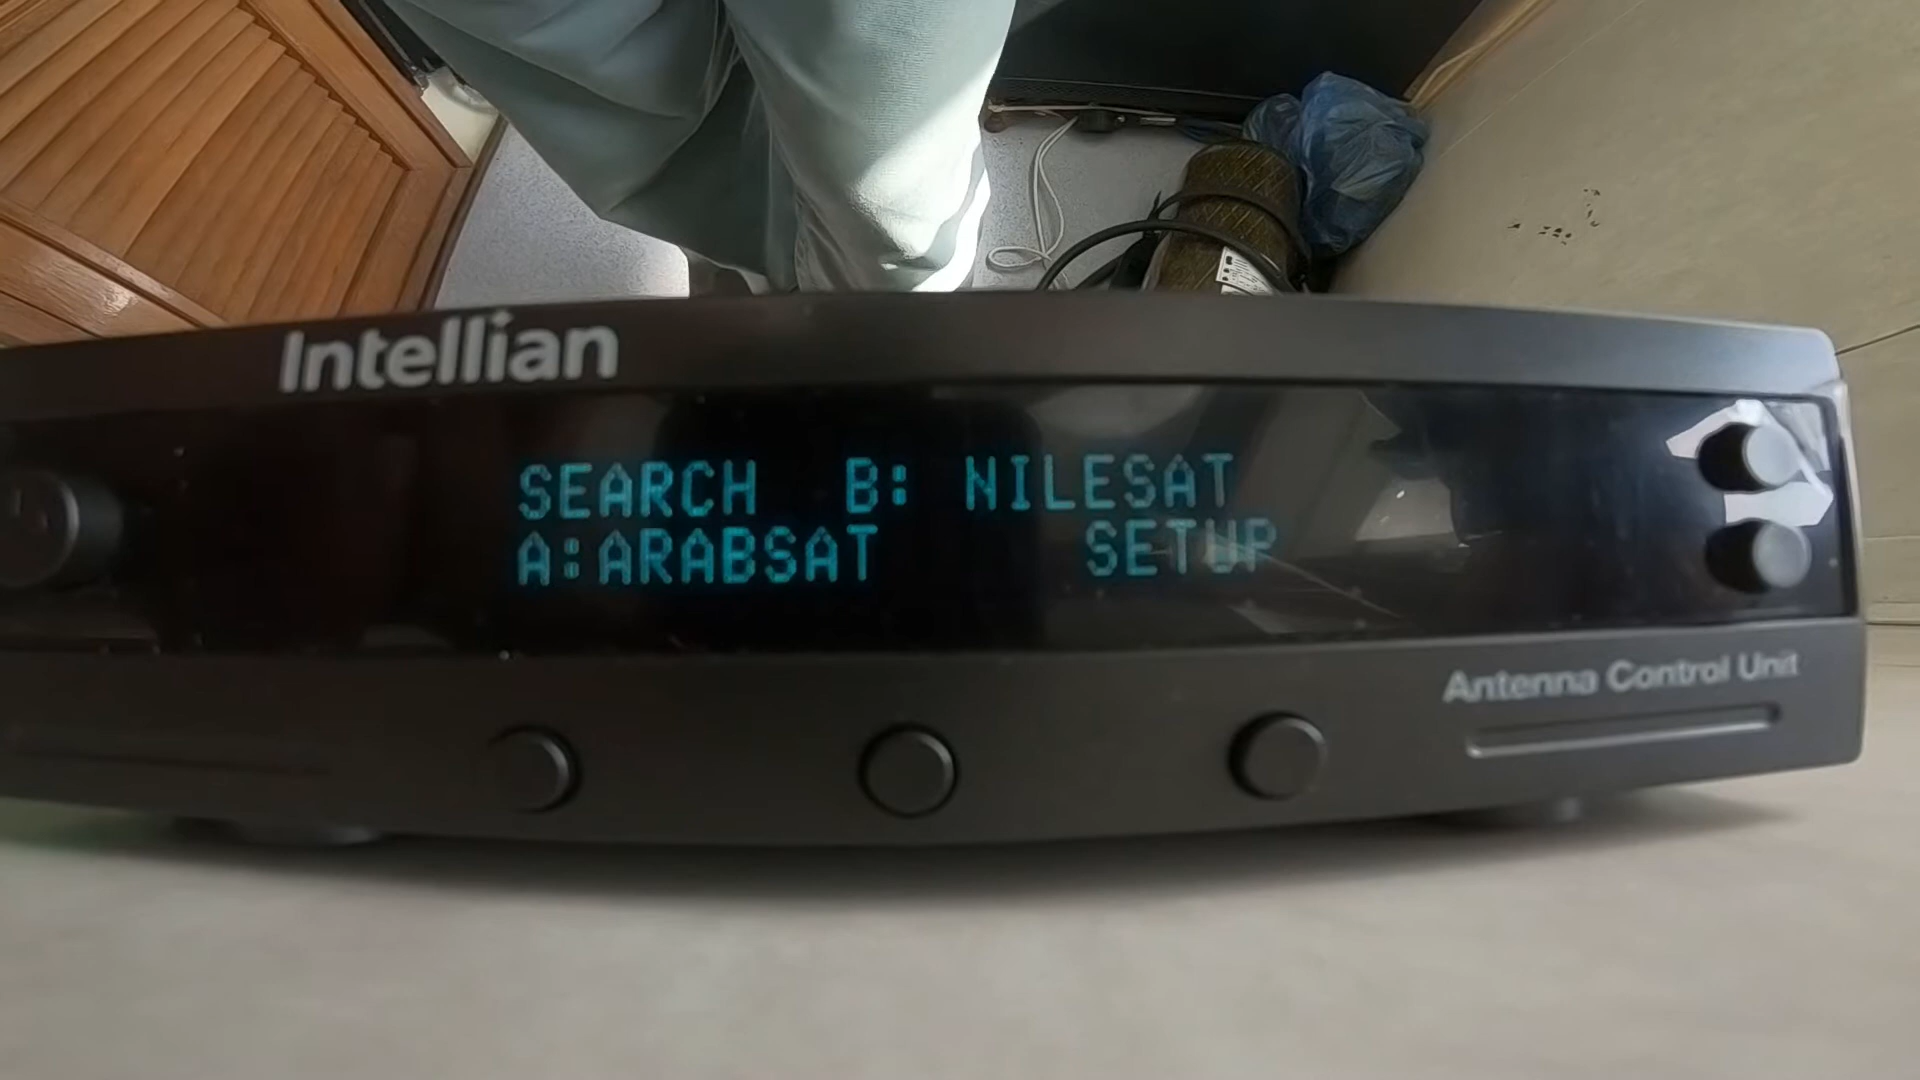 Intellian
SEARCH B: NILESAT
A:ARABSAT SETUP
Antenna Control Unit